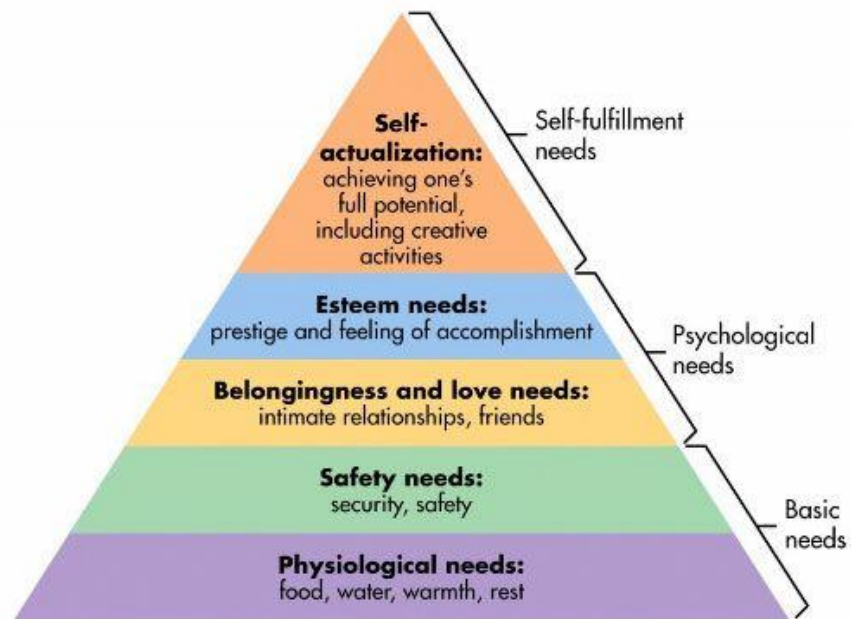 Self-
actualization:
achieving one's
full potential,
including creative
activities
Self-fulfillment
needs
Esteem needs:
prestige and feeling of accomplishment
Psychological
needs
Belongingness and love needs:
intimate relationships, friends
Safety needs:
security, safety
Basic
needs
Physiological needs:
food, water, warmth, rest